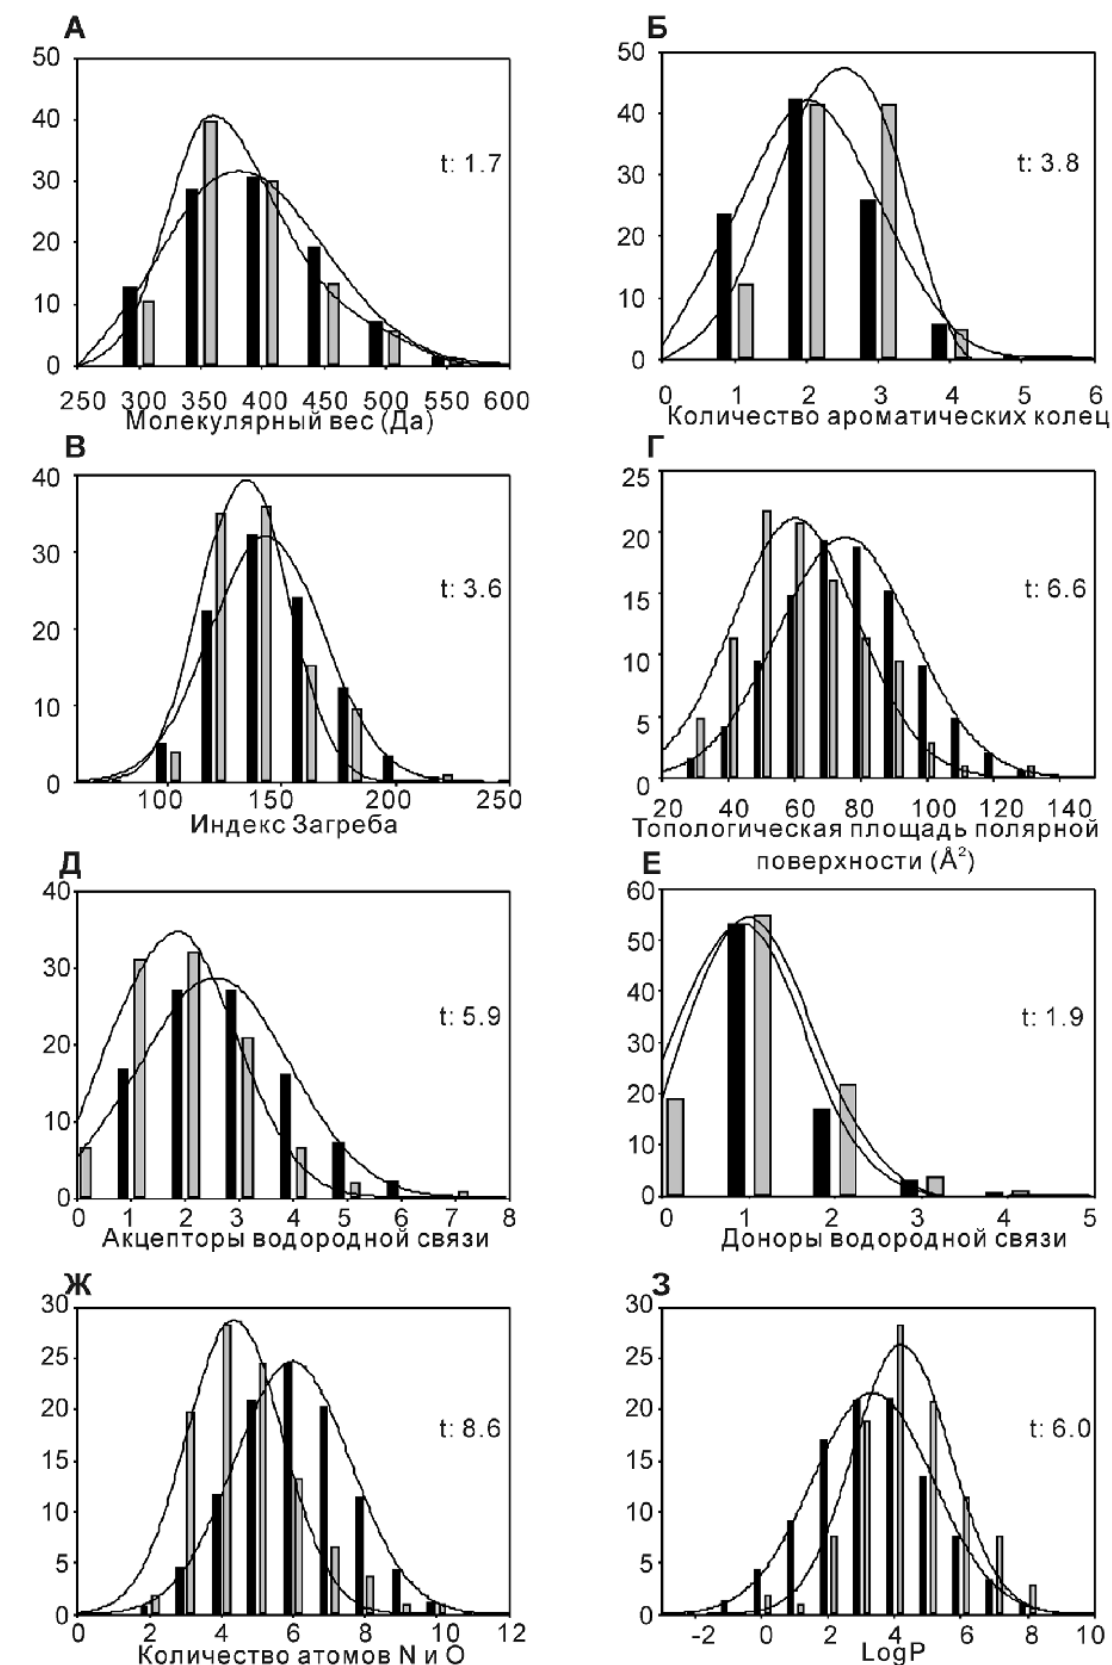 А
50
40
30
20
10
0
t: 1.7
250 300 350 400 450 500 550 600
Молекулярный вес (Да)
Б
50
40
30
20
10
0
t: 3.8
0 1 2 3 4 5 6
Количество ароматических колец
В
40
30
20
10
0
t: 3.6
100 150 200 250
Индекс Загреба
Г
25
20
15
10
5
0
t: 6.6
20 40 60 80 100 120 140
Топологическая площадь полярной
поверхности (Å²)
Д
40
30
20
10
0
t: 5.9
0 1 2 3 4 5 6 7 8
Акцепторы водородной связи
Е
60
50
40
30
20
10
0
t: 1.9
0 1 2 3 4 5
Доноры водородной связи
Ж
30
25
20
15
10
5
0
t: 8.6
0 2 4 6 8 10 12
Количество атомов N и O
З
30
25
20
15
10
5
0
t: 6.0
-2 0 2 4 6 8 10
LogP